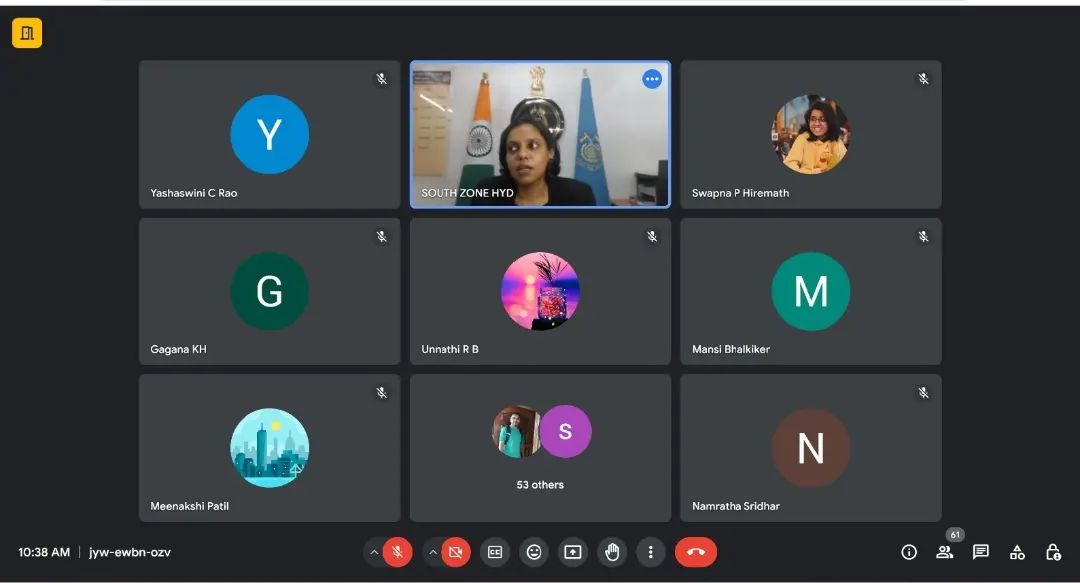 Y
Yashaswini C Rao
SOUTH ZONE HYD
Swapna P Hiremath
G
Gagana KH
Unnathi R B
M
Mansi Bhalkiker
Meenakshi Patil
S
53 others
N
Namratha Sridhar
10:38 AM | jyw-ewbn-ozv
61